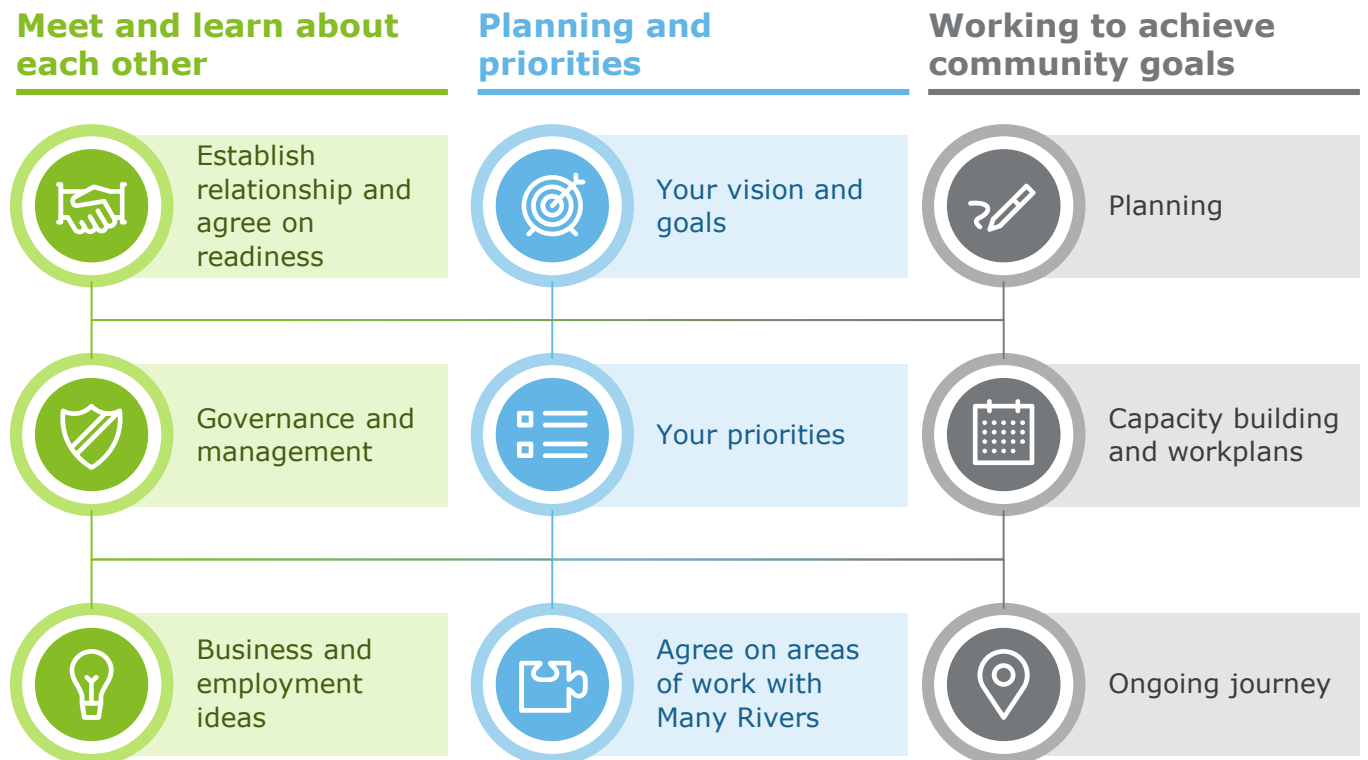 Meet and learn about
each other
Establish
relationship and
agree on
readiness
Governance and
management
Business and
employment
ideas
Planning and
priorities
Your vision and
goals
Your priorities
Agree on areas
of work with
Many Rivers
Working to achieve
community goals
Planning
Capacity building
and workplans
Ongoing journey